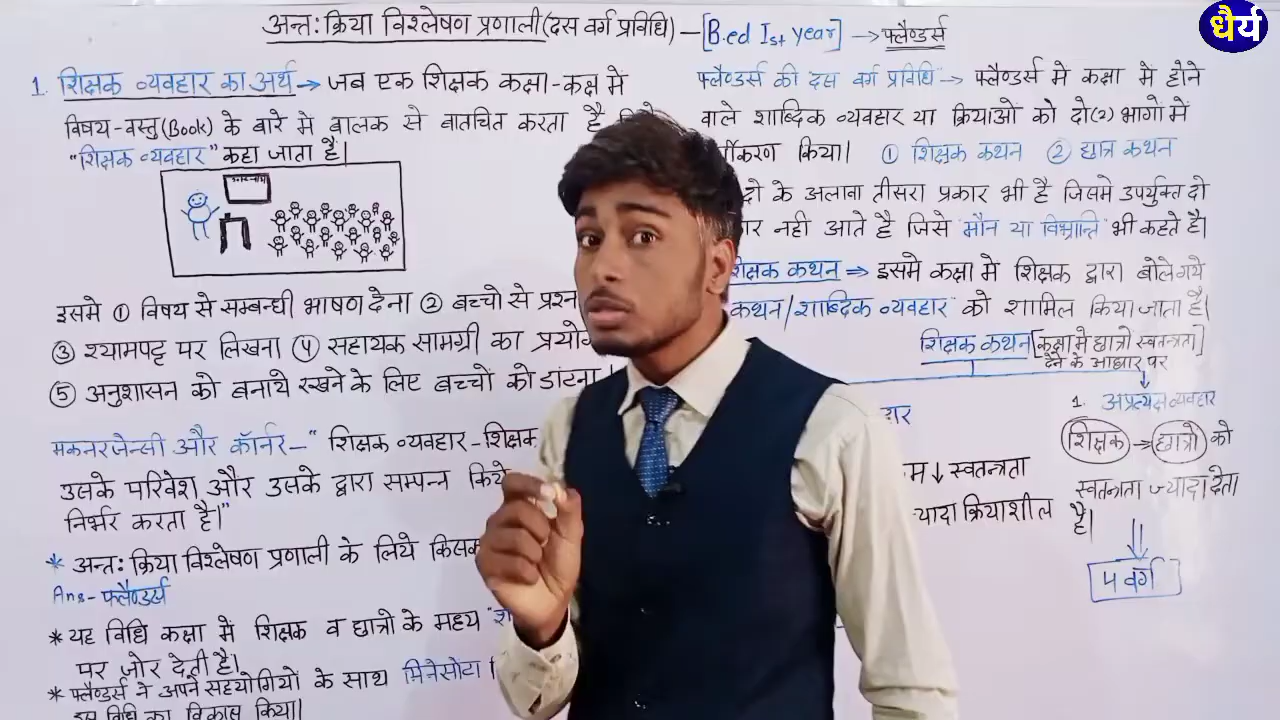 अन्त: क्रिया विश्लेषण प्रणाली (दस वर्ग प्रविधि) — [B.ed Ist year] → फ्लैण्डर्स
धैर्य
1. शिक्षक व्यवहार का अर्थ → जब एक शिक्षक कक्षा-कक्ष मे
विषय-वस्तु (Book) के बारे मे बालक से बातचित करता है
"शिक्षक व्यवहार" कहा जाता है।
इसमे ① विषय से सम्बन्धी भाषण देना ② बच्चो से प्रश्न
③ श्यामपट्ट पर लिखना ④ सहायक सामग्री का प्रयोग
⑤ अनुशासन को बनाये रखने के लिए बच्चों को डांटना।
मकनरजेन्सी और कॉर्नर – " शिक्षक व्यवहार - शिक्षक
उसके परिवेश, और उसके द्वारा सम्पन्न किये
निर्भर करता है।"
* अन्त: क्रिया विश्लेषण प्रणाली के लिये
Ans- फ्लैण्डर्स
* यह विधि कक्षा मे शिक्षक व छात्रो के मध्य
पर जोर देती है।
* फ्लैण्डर्स ने अपने सहयोगियों के साथ मिनेसोटा
इस विधि का विकास किया।
फ्लैण्डर्स की दस वर्ग प्रविधि" → फ्लैण्डर्स मे कक्षा में होने
वाले शाब्दिक व्यवहार या क्रियाओ को दो (2) भागो में
किया। ① शिक्षक कथन ② छात्र कथन
दो के अलावा तीसरा प्रकार भी है जिसमे उपर्युक्त दो
नही आते है जिसे "मौन या विभ्रान्ति" भी कहते है।
शिक्षक कथन ⇒ इसमे कक्षा मे शिक्षक द्वारा बोले गये
कथन/शाब्दिक व्यवहार" को शामिल किया जाता है।
शिक्षक कथन [कक्षा मे छात्रो स्वतन्त्रता]
देने के आधार पर
1. अप्रत्यक्ष व्यवहार
शिक्षक → छात्रो को
स्वतन्त्रता ज्यादा देता
है।
4 वर्ग
↓ स्वतन्त्रता
क्रियाशील